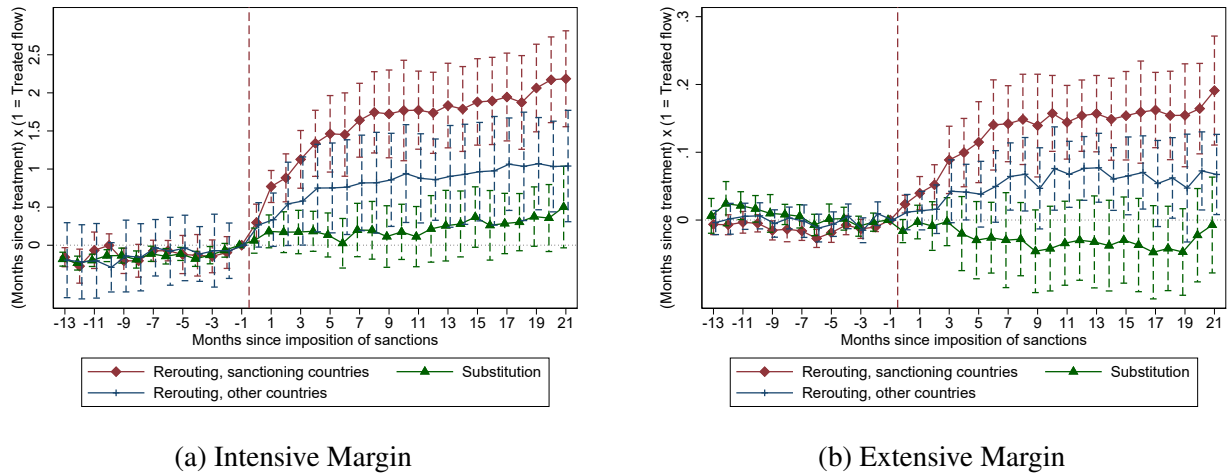 (Months since treatment) x (1 = Treated flow)
2.5
2
1.5
1
.5
0
-13 -11 -9 -7 -5 -3 -1 1 3 5 7 9 11 13 15 17 19 21
Months since imposition of sanctions
Rerouting, sanctioning countries
Substitution
Rerouting, other countries
(a) Intensive Margin
(Months since treatment) x (1 = Treated flow)
.3
.2
.1
0
-13 -11 -9 -7 -5 -3 -1 1 3 5 7 9 11 13 15 17 19 21
Months since imposition of sanctions
Rerouting, sanctioning countries
Substitution
Rerouting, other countries
(b) Extensive Margin